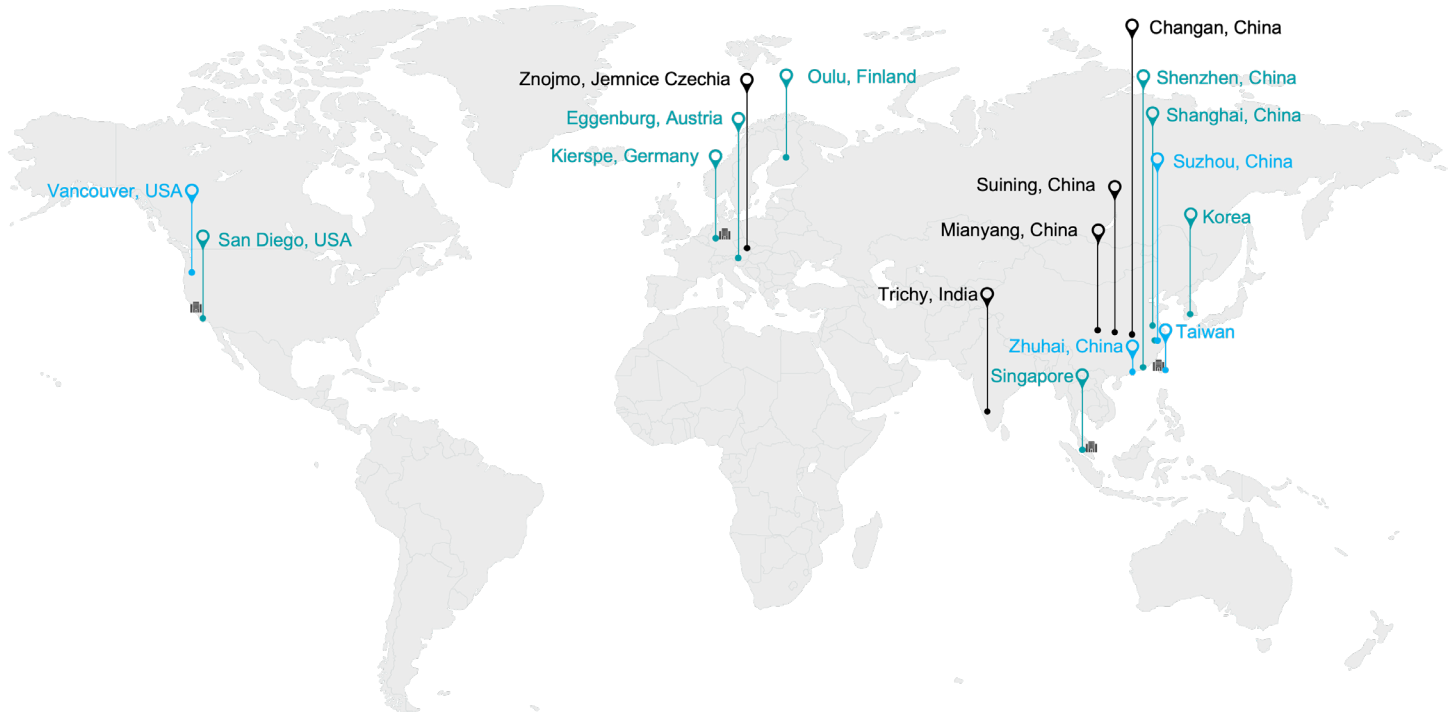 Changan, China
Znojmo, Jemnice Czechia
Oulu, Finland
Shenzhen, China
Eggenburg, Austria
Shanghai, China
Kierspe, Germany
Suzhou, China
Vancouver, USA
Suining, China
San Diego, USA
Korea
Mianyang, China
Trichy, India
Taiwan
Zhuhai, China
Singapore